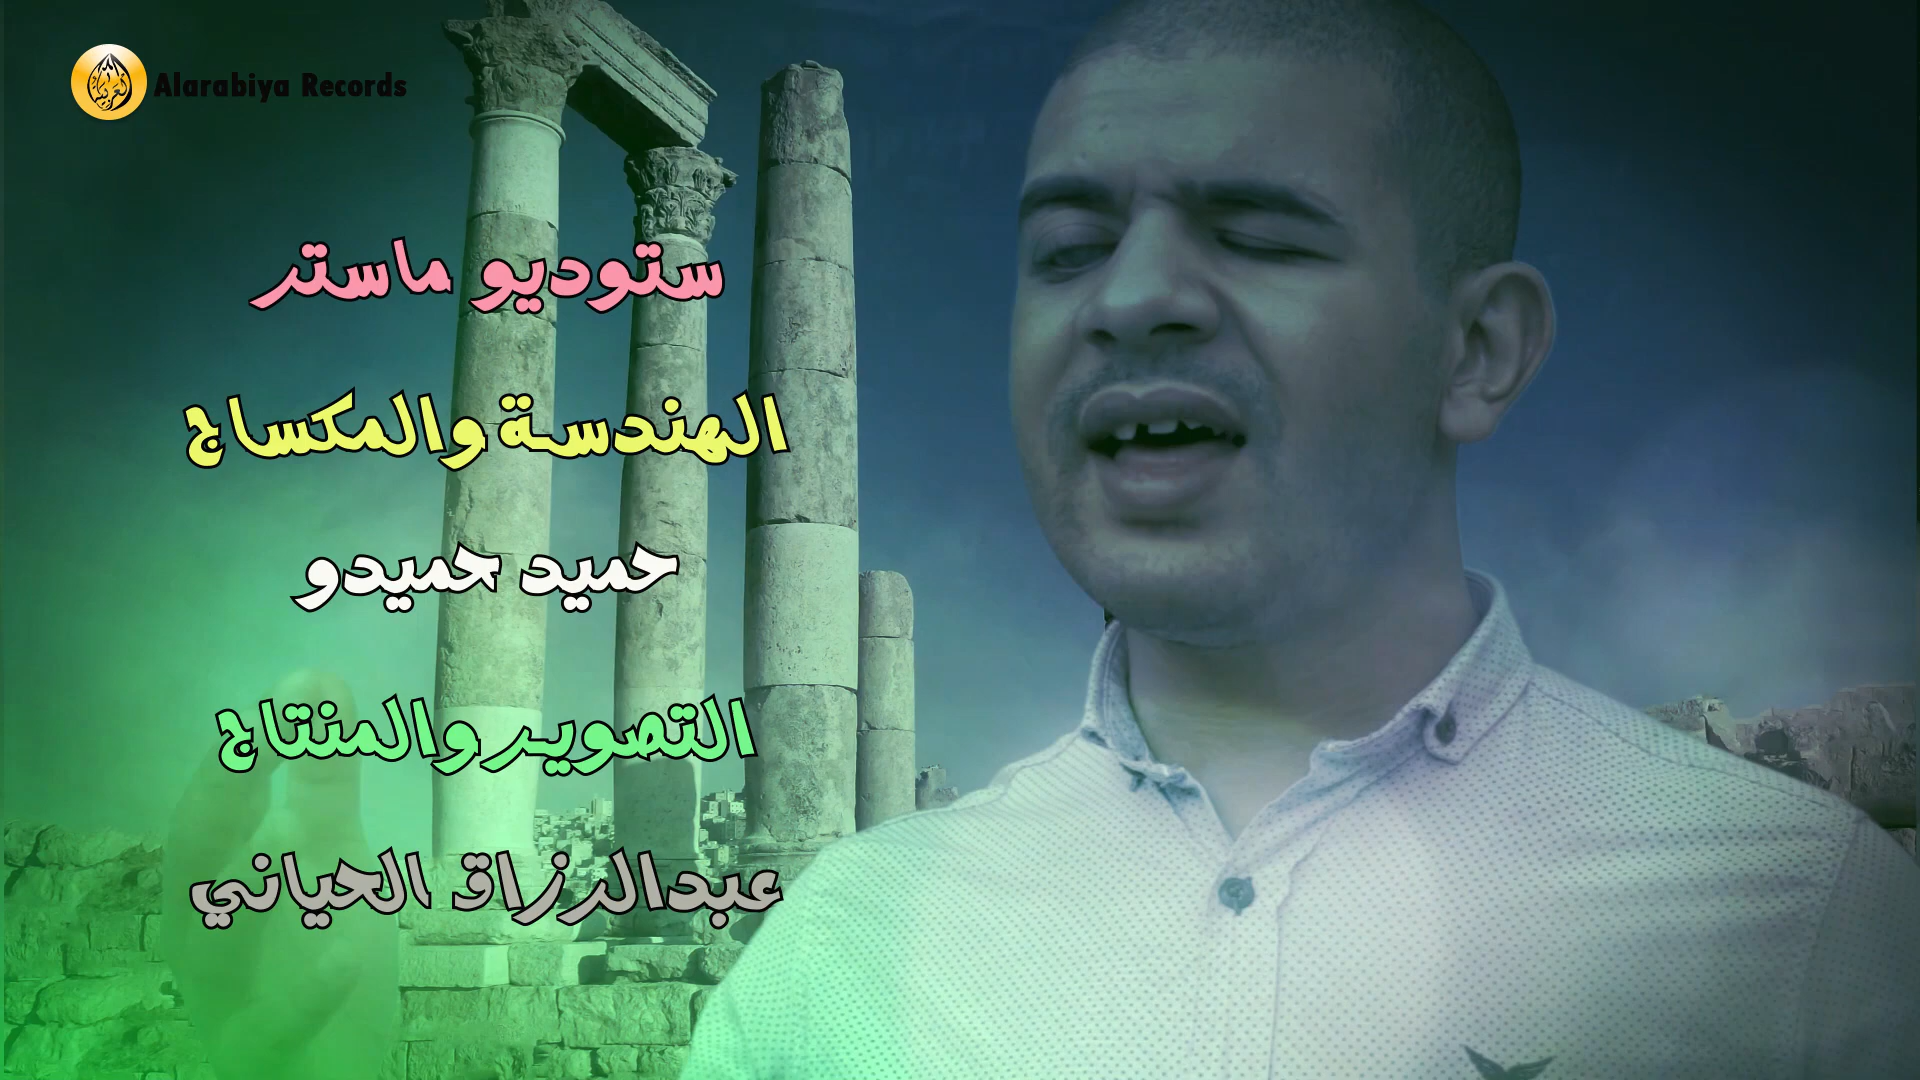 Alarabiya Records
ستوديو ماستر
الهندسة والمكساج
حميد حميدو
التصوير والمنتاج
عبدالرزاق الحياني